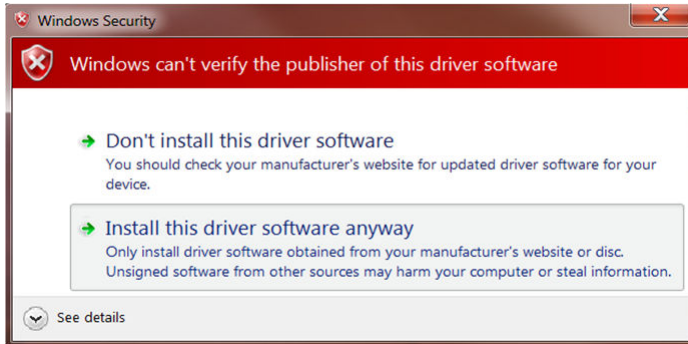 Windows Security
Windows can't verify the publisher of this driver software
Don't install this driver software
You should check your manufacturer's website for updated driver software for your
device.
Install this driver software anyway
Only install driver software obtained from your manufacturer's website or disc.
Unsigned software from other sources may harm your computer or steal information.
See details